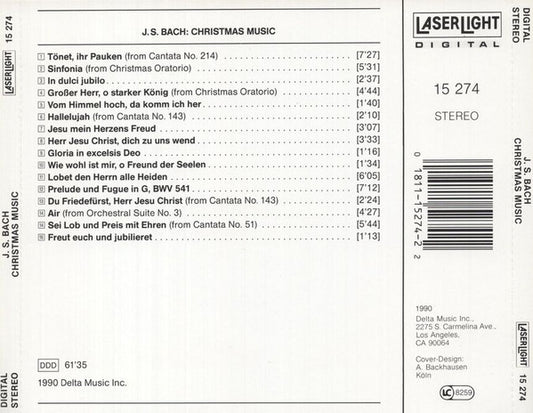 15 274
LASERLIGHT
J. S. BACH
CHRISTMAS MUSIC
DIGITAL
STEREO
J.S. BACH: CHRISTMAS MUSIC
1 Tönet, ihr Pauken (from Cantata No. 214) [7'27]
2 Sinfonia (from Christmas Oratorio) [5'31]
3 In dulci jubilo [2'37]
4 Großer Herr, o starker König (from Christmas Oratorio) [4'44]
5 Vom Himmel hoch, da komm ich her [1'40]
6 Hallelujah (from Cantata No. 143) [2'10]
7 Jesu mein Herzens Freud [3'07]
8 Herr Jesu Christ, dich zu uns wend [3'33]
9 Gloria in excelsis Deo [1'16]
10 Wie wohl ist mir, o Freund der Seelen [1'34]
11 Lobet den Herrn alle Heiden [6'05]
12 Prelude and Fugue in G, BWV 541 [7'12]
13 Du Friedefürst, Herr Jesu Christ (from Cantata No. 143) [2'24]
14 Air (from Orchestral Suite No. 3) [4'27]
15 Sei Lob und Preis mit Ehren (from Cantata No. 51) [5'44]
16 Freut euch und jubilieret [1'13]
DDD 61'35
1990 Delta Music Inc.
LASERLIGHT
DIGITAL
15 274
STEREO
0 18111-15274-2 2
1990
Delta Music Inc.,
2275 S. Carmelina Ave.,
Los Angeles,
CA 90064
Cover-Design:
A. Backhausen
Köln
LC 8259
DIGITAL
STEREO
J. S. BACH
CHRISTMAS MUSIC
LASERLIGHT
15 274